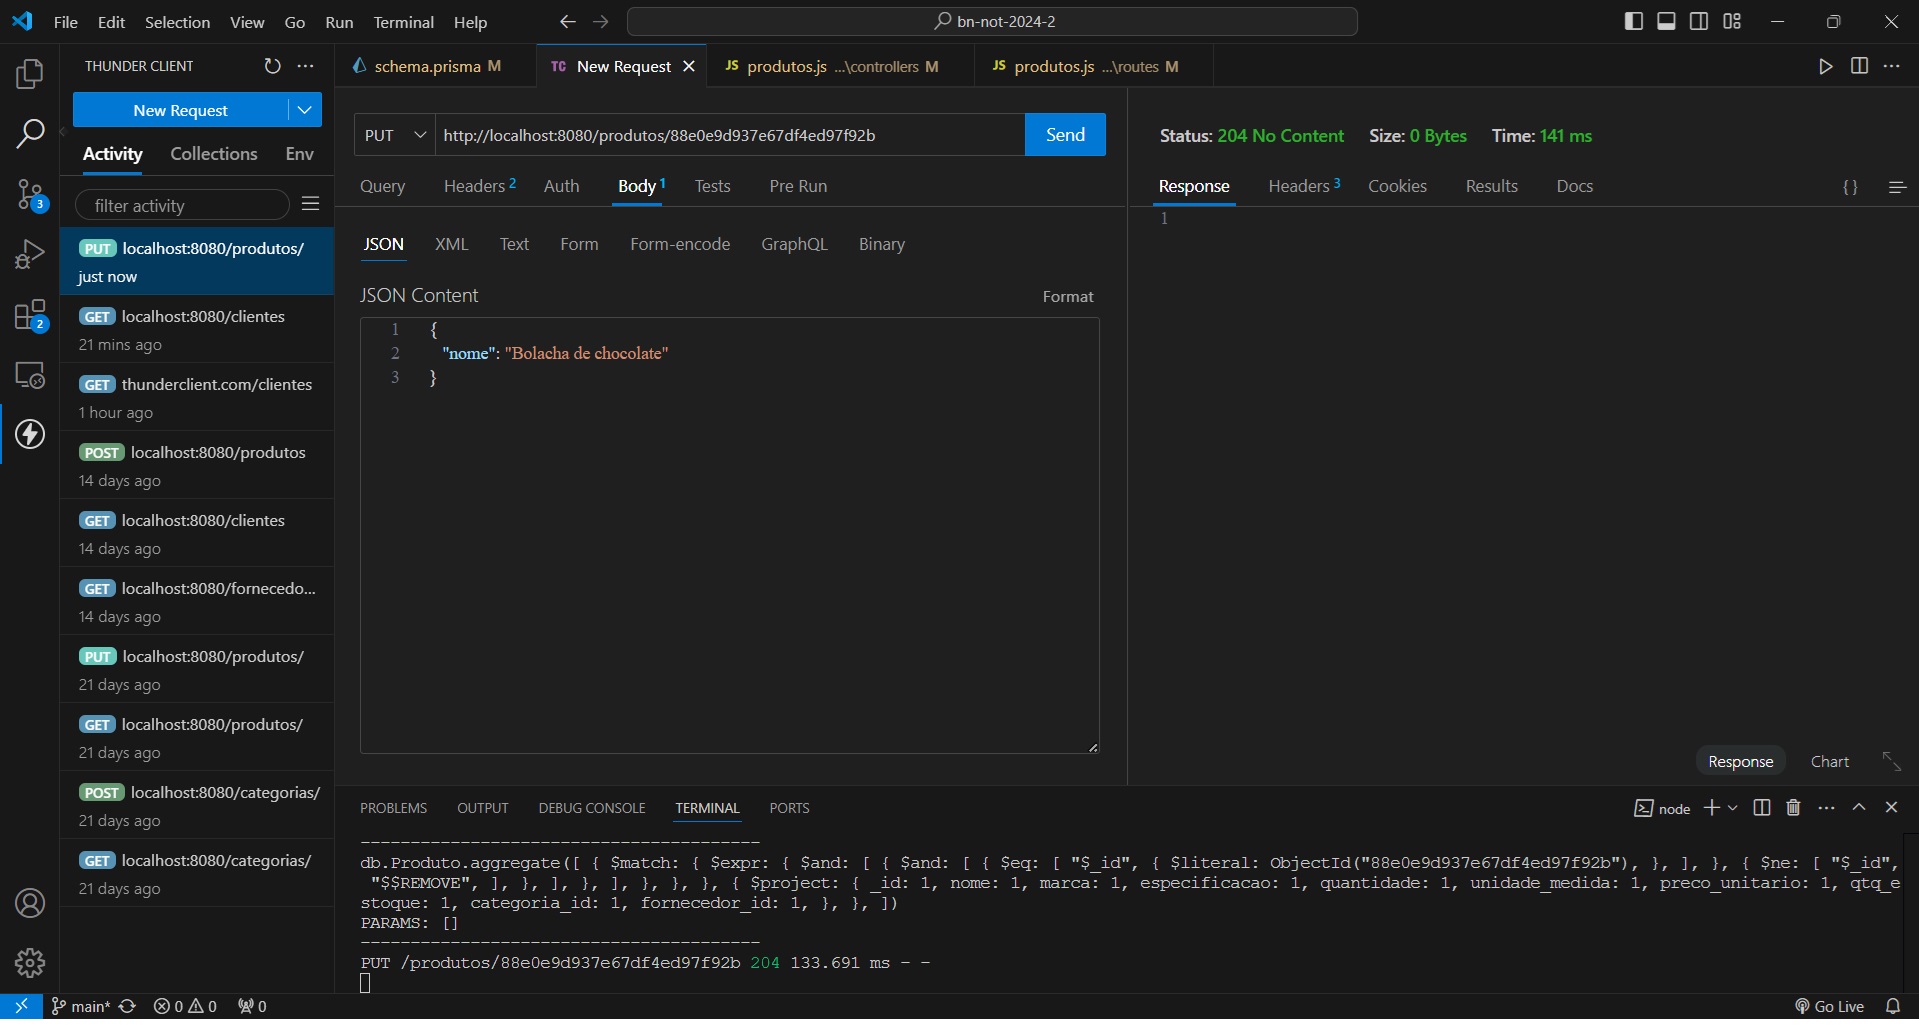 File Edit Selection View Go Run Terminal Help
bn-not-2024-2
THUNDER CLIENT
New Request
Activity Collections Env
filter activity
PUT localhost:8080/produtos/
just now
GET localhost:8080/clientes
21 mins ago
GET thunderclient.com/clientes
1 hour ago
POST localhost:8080/produtos
14 days ago
GET localhost:8080/clientes
14 days ago
GET localhost:8080/fornecedo...
14 days ago
PUT localhost:8080/produtos/
21 days ago
GET localhost:8080/produtos/
21 days ago
POST localhost:8080/categorias/
21 days ago
GET localhost:8080/categorias/
21 days ago
3
2
schema.prisma M
TC New Request
JS produtos.js ...\controllers M
JS produtos.js ...\routes M
PUT http://localhost:8080/produtos/88e0e9d937e67df4ed97f92b Send
Query Headers 2 Auth Body 1 Tests Pre Run
JSON XML Text Form Form-encode GraphQL Binary
JSON Content Format
1 {
2 "nome": "Bolacha de chocolate"
3 }
Status: 204 No Content Size: 0 Bytes Time: 141 ms
Response Headers 3 Cookies Results Docs {}
1
Response Chart
PROBLEMS OUTPUT DEBUG CONSOLE TERMINAL PORTS
node
----------------------------------------
db.Produto.aggregate([ { $match: { $expr: { $and: [ { $and: [ { $eq: [ "$_id", { $literal: ObjectId("88e0e9d937e67df4ed97f92b"), }, ], }, { $ne: [ "$_id",
"$$REMOVE", ], }, ], }, ], }, }, }, { $project: { _id: 1, nome: 1, marca: 1, especificacao: 1, quantidade: 1, unidade_medida: 1, preco_unitario: 1, qtq_e
stoque: 1, categoria_id: 1, fornecedor_id: 1, }, }, ])
PARAMS: []
----------------------------------------
PUT /produtos/88e0e9d937e67df4ed97f92b 204 133.691 ms - -
main* 0 0 0
Go Live